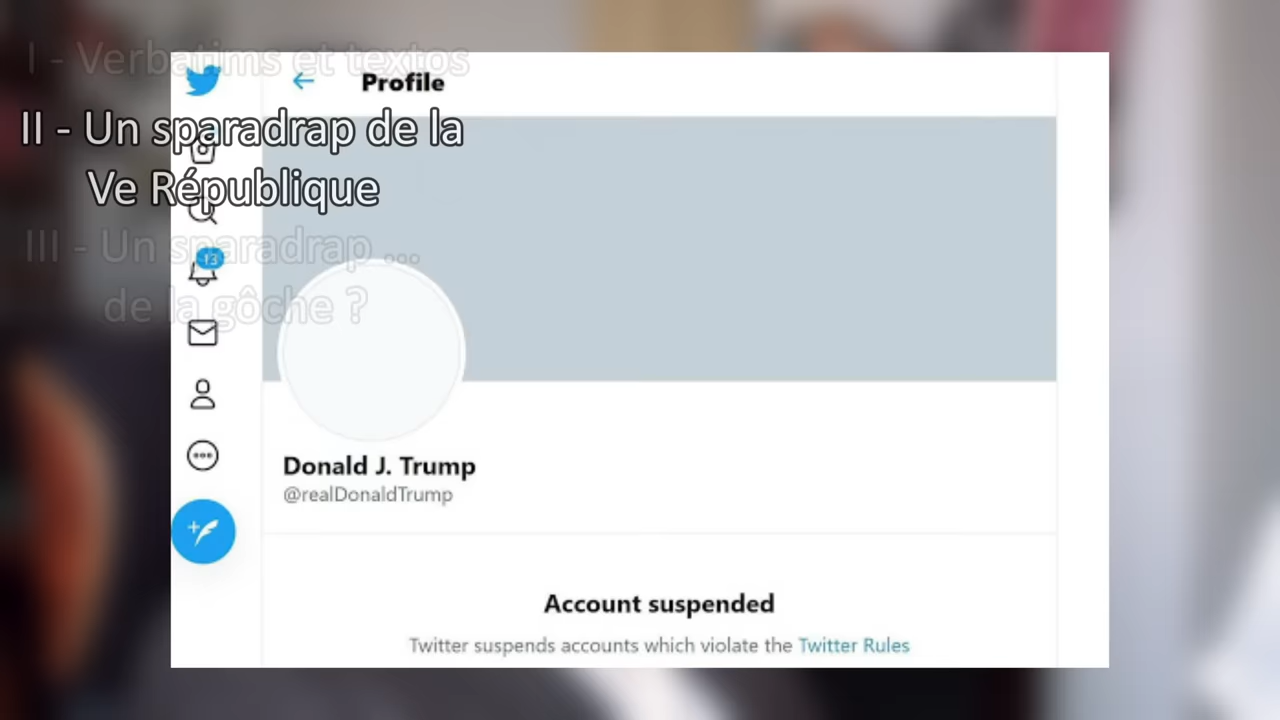 I - Verbatims et textos
II - Un sparadrap de la
Ve République
III - Un sparadrap ...
de la gôche ?
Profile
13
Donald J. Trump
@realDonaldTrump
Account suspended
Twitter suspends accounts which violate the Twitter Rules